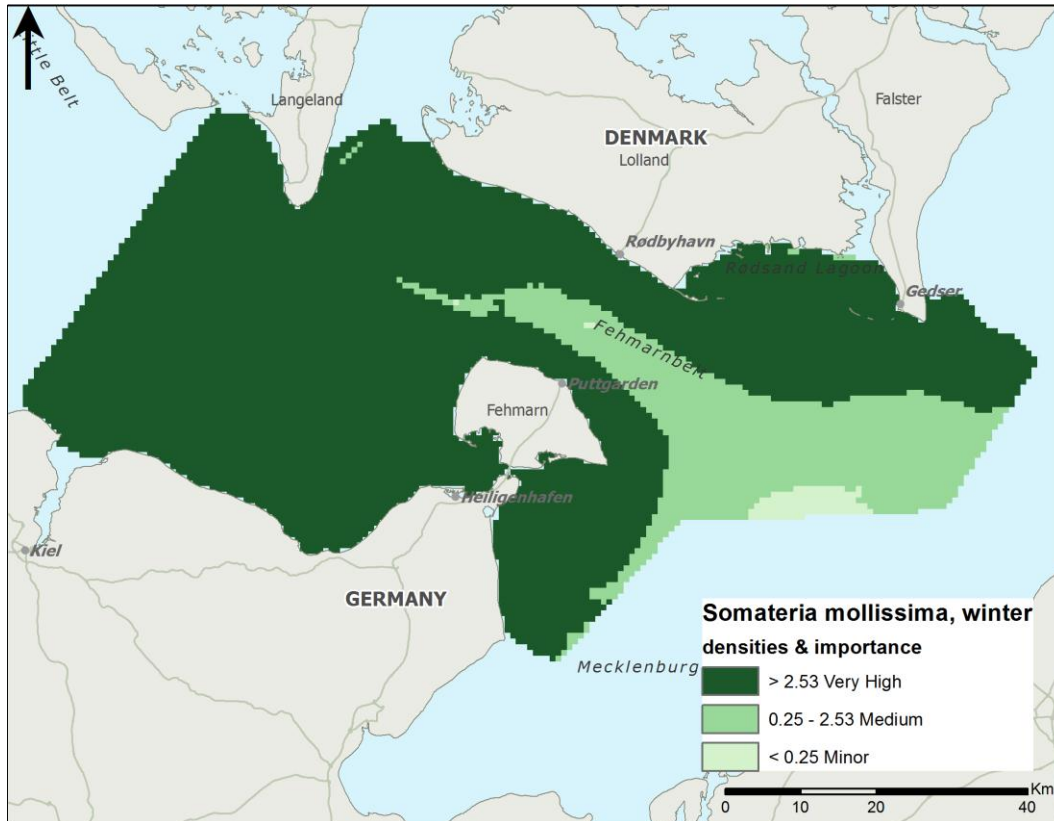 ttle Belt
Langeland
Falster
DENMARK
Lolland
Rødbyhavn
Rødsand Lagoon
Gedser
Fehmarnbelt
Puttgarden
Fehmarn
Heiligenhafen
Kiel
GERMANY
Mecklenburg
Somateria mollissima, winter
densities & importance
> 2.53 Very High
0.25 - 2.53 Medium
< 0.25 Minor
Km
0 10 20 40